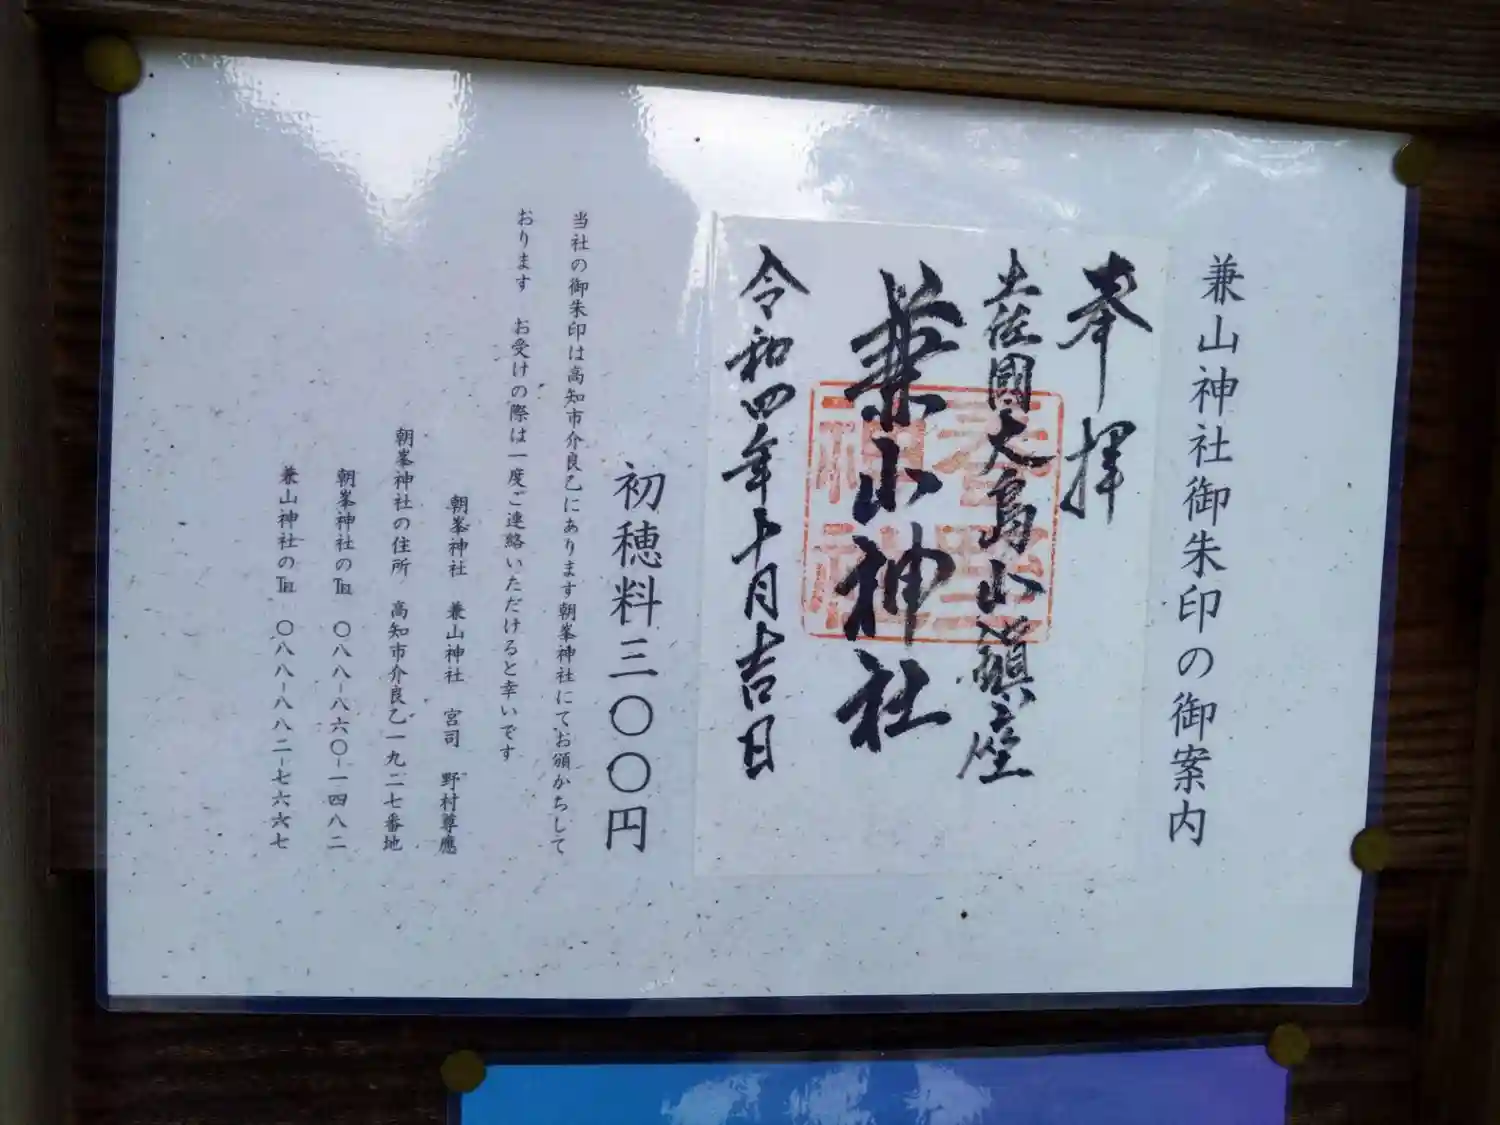 兼山神社御朱印の御案内
奉拝
土佐國大島山鎮座
兼山神社
令和四年十月吉日
初穂料三〇〇円
当社の御朱印は高知市介良乙にあります朝峯神社にてお頒かちして
おります　お受けの際は一度ご連絡いただけると幸いです
朝峯神社　兼山神社　宮司　野村尊應
朝峯神社の住所　高知市介良乙一九二七番地
朝峯神社の℡　〇八八-八六〇-一四八二
兼山神社の℡　〇八八-八八二-七六六七